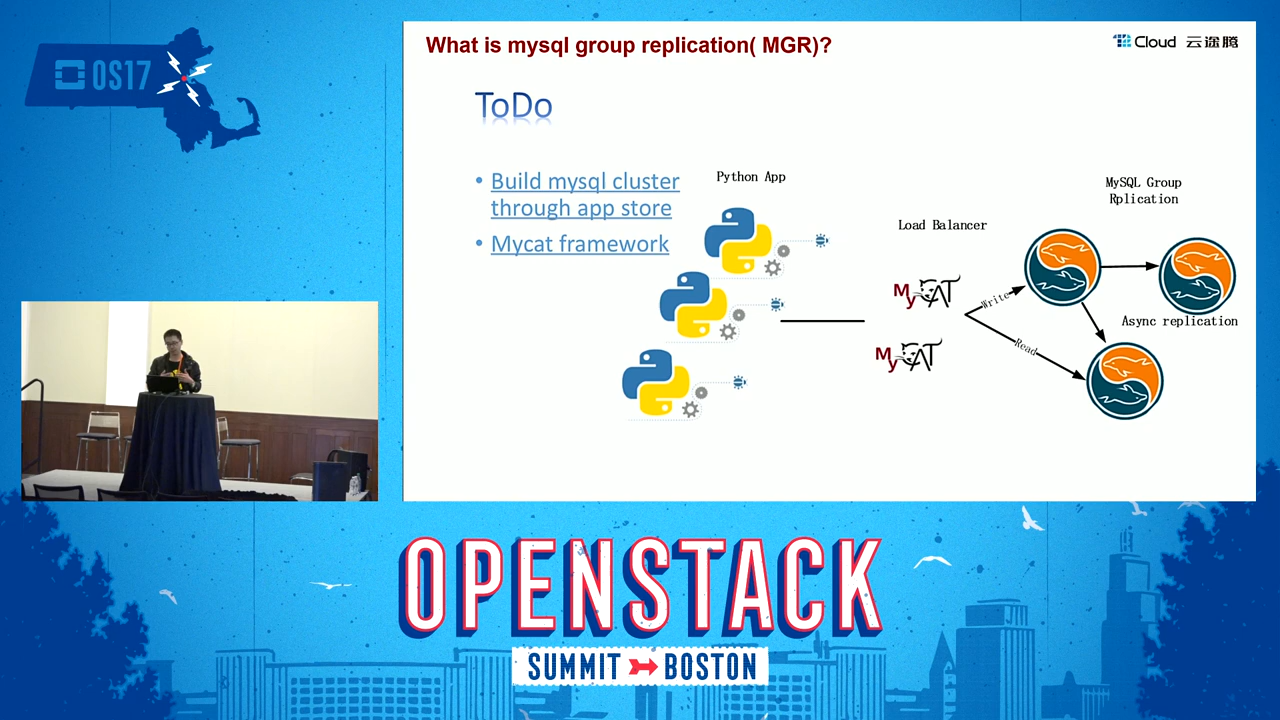 OS17
What is mysql group replication( MGR)?
Cloud 云途腾
ToDo
• Build mysql cluster
through app store
• Mycat framework
Python App
Load Balancer
MySQL Group
Rplication
MyCAT
MyCAT
Write
Read
Async replication
OPENSTACK
SUMMIT BOSTON